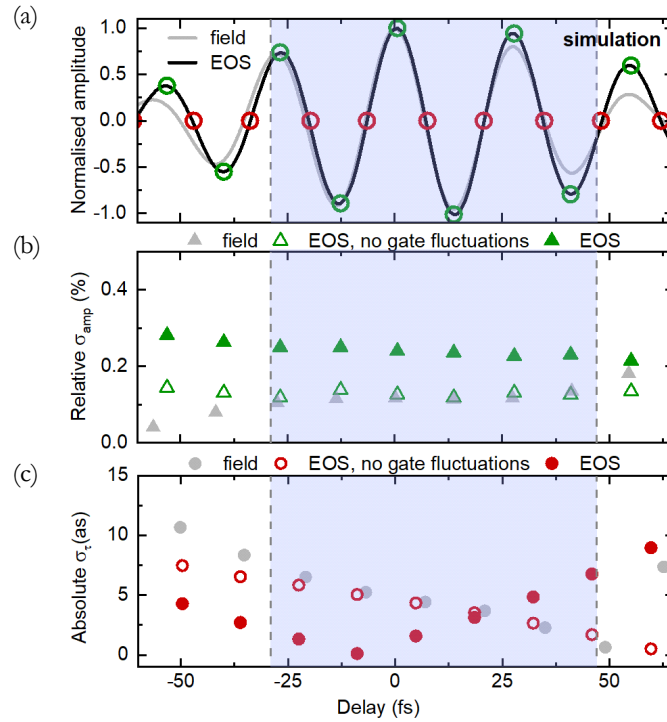 (a)
1.0
0.5
0.0
-0.5
-1.0
Normalised amplitude
field
EOS
simulation
(b)
field EOS, no gate fluctuations EOS
0.4
0.2
0.0
Relative σamp (%)
(c)
field EOS, no gate fluctuations EOS
15
10
5
0
Absolute στ(as)
-50 -25 0 25 50
Delay (fs)